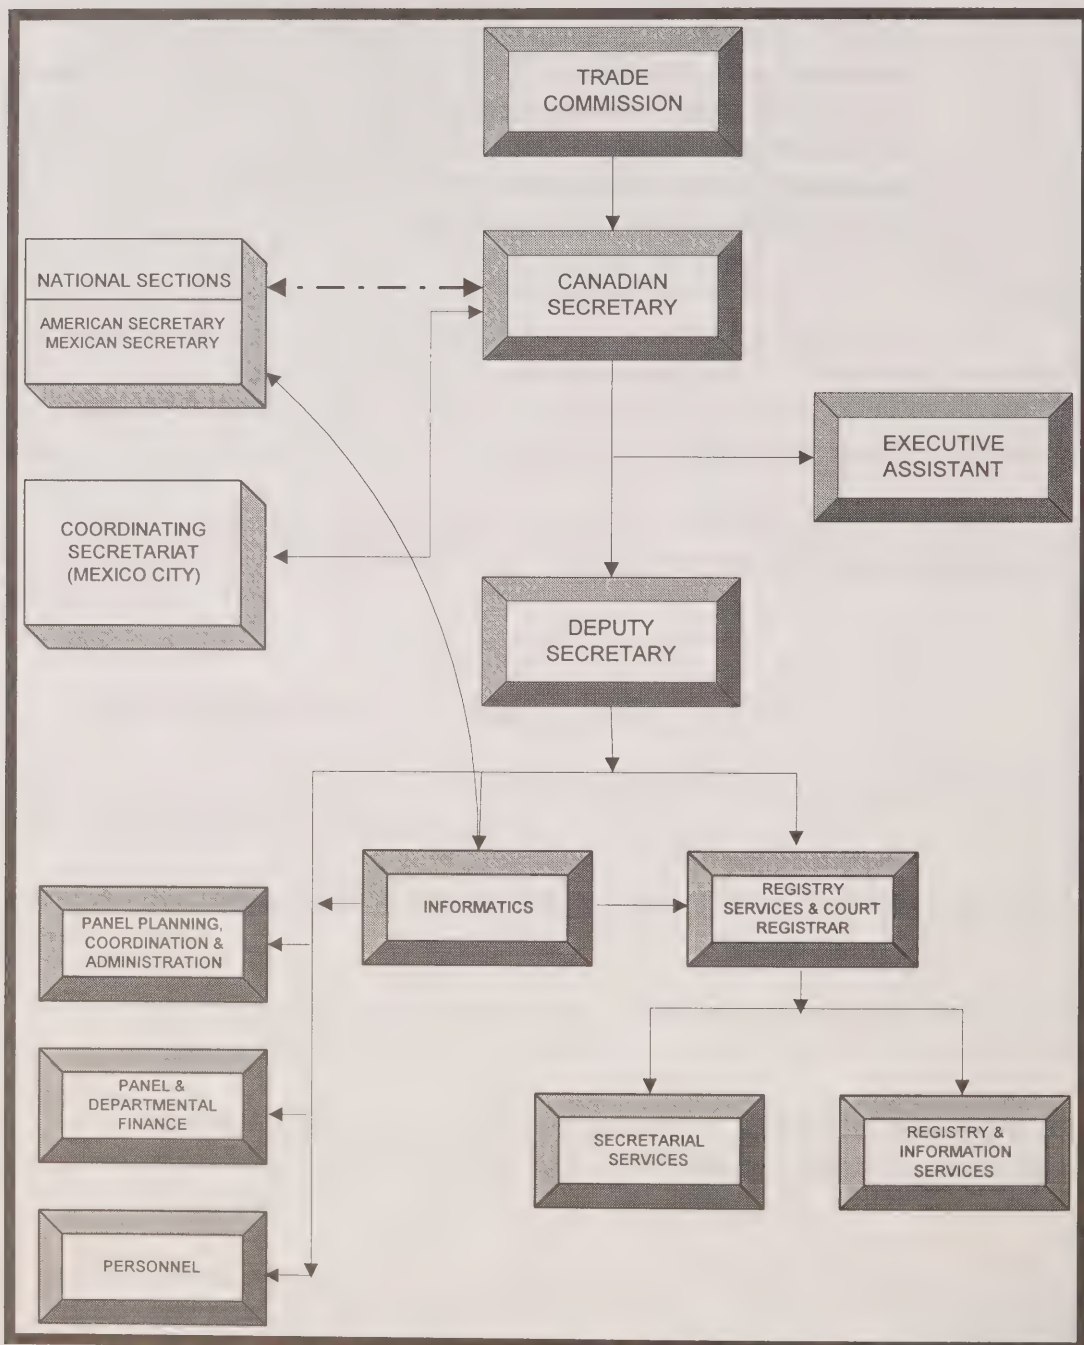 TRADE
COMMISSION
NATIONAL SECTIONS
AMERICAN SECRETARY
MEXICAN SECRETARY
CANADIAN
SECRETARY
EXECUTIVE
ASSISTANT
COORDINATING
SECRETARIAT
(MEXICO CITY)
DEPUTY
SECRETARY
INFORMATICS
REGISTRY
SERVICES & COURT
REGISTRAR
PANEL PLANNING,
COORDINATION &
ADMINISTRATION
PANEL &
DEPARTMENTAL
FINANCE
SECRETARIAL
SERVICES
REGISTRY &
INFORMATION
SERVICES
PERSONNEL